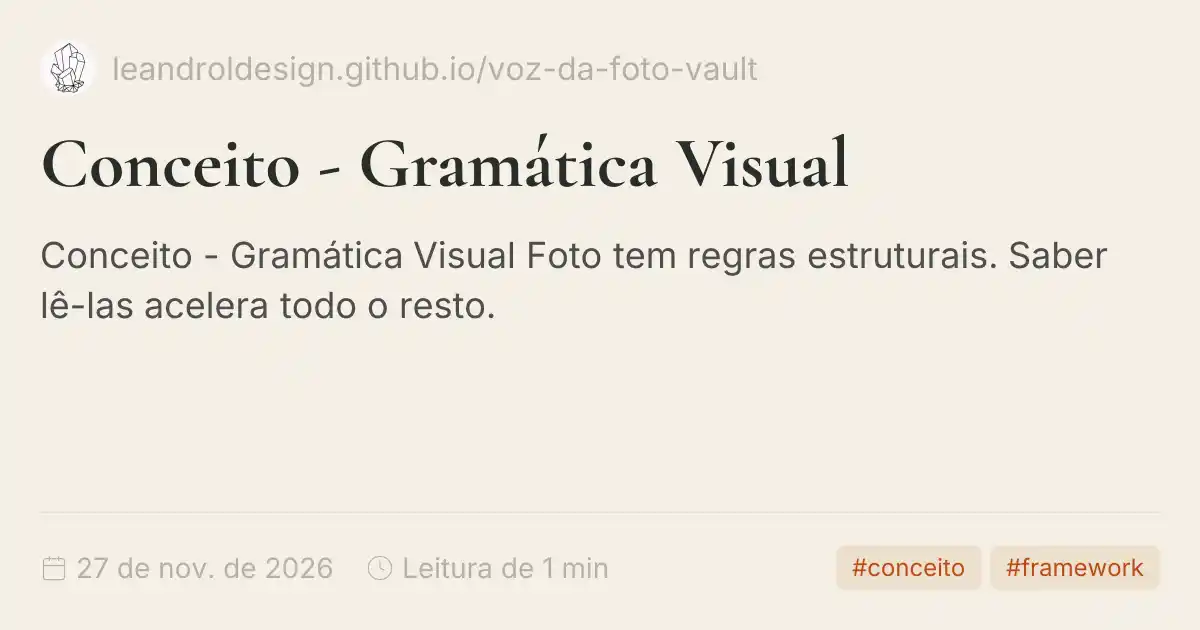 leandroldesign.github.io/voz-da-foto-vault
Conceito - Gramática Visual
Conceito - Gramática Visual Foto tem regras estruturais. Saber
lê-las acelera todo o resto.
27 de nov. de 2026 Leitura de 1 min #conceito #framework